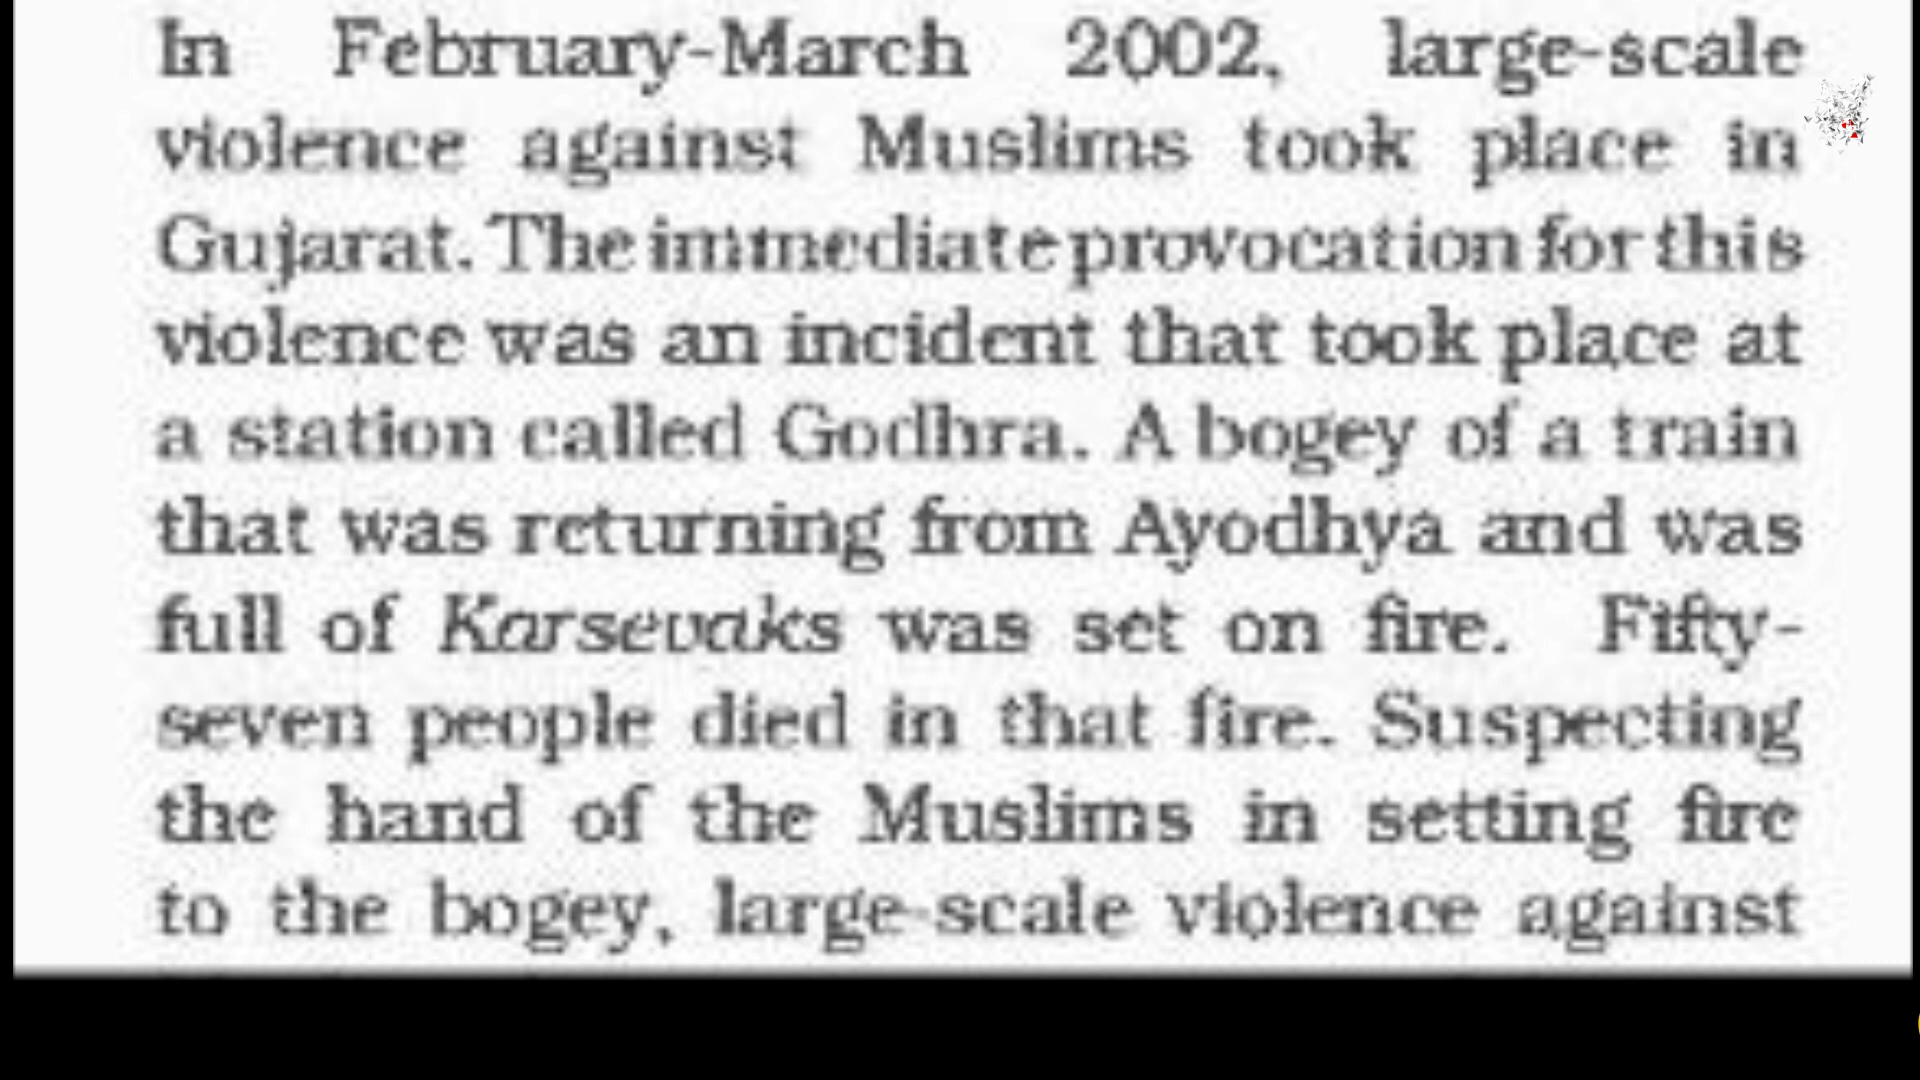 In February-March 2002, large-scale
violence against Muslims took place in
Gujarat. The immediate provocation for this
violence was an incident that took place at
a station called Godhra. A bogey of a train
that was returning from Ayodhya and was
full of Karsevaks was set on fire. Fifty-
seven people died in that fire. Suspecting
the hand of the Muslims in setting fire
to the bogey, large-scale violence against